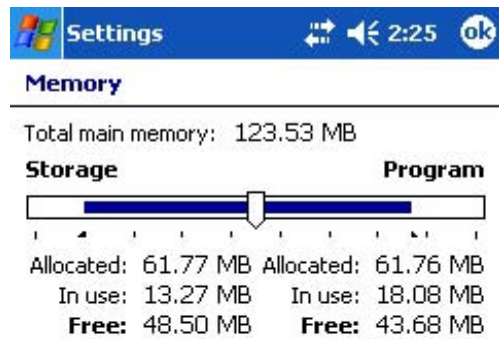 Settings 2:25 ok
Memory
Total main memory: 123.53 MB
Storage Program
Allocated: 61.77 MB Allocated: 61.76 MB
In use: 13.27 MB In use: 18.08 MB
Free: 48.50 MB Free: 43.68 MB